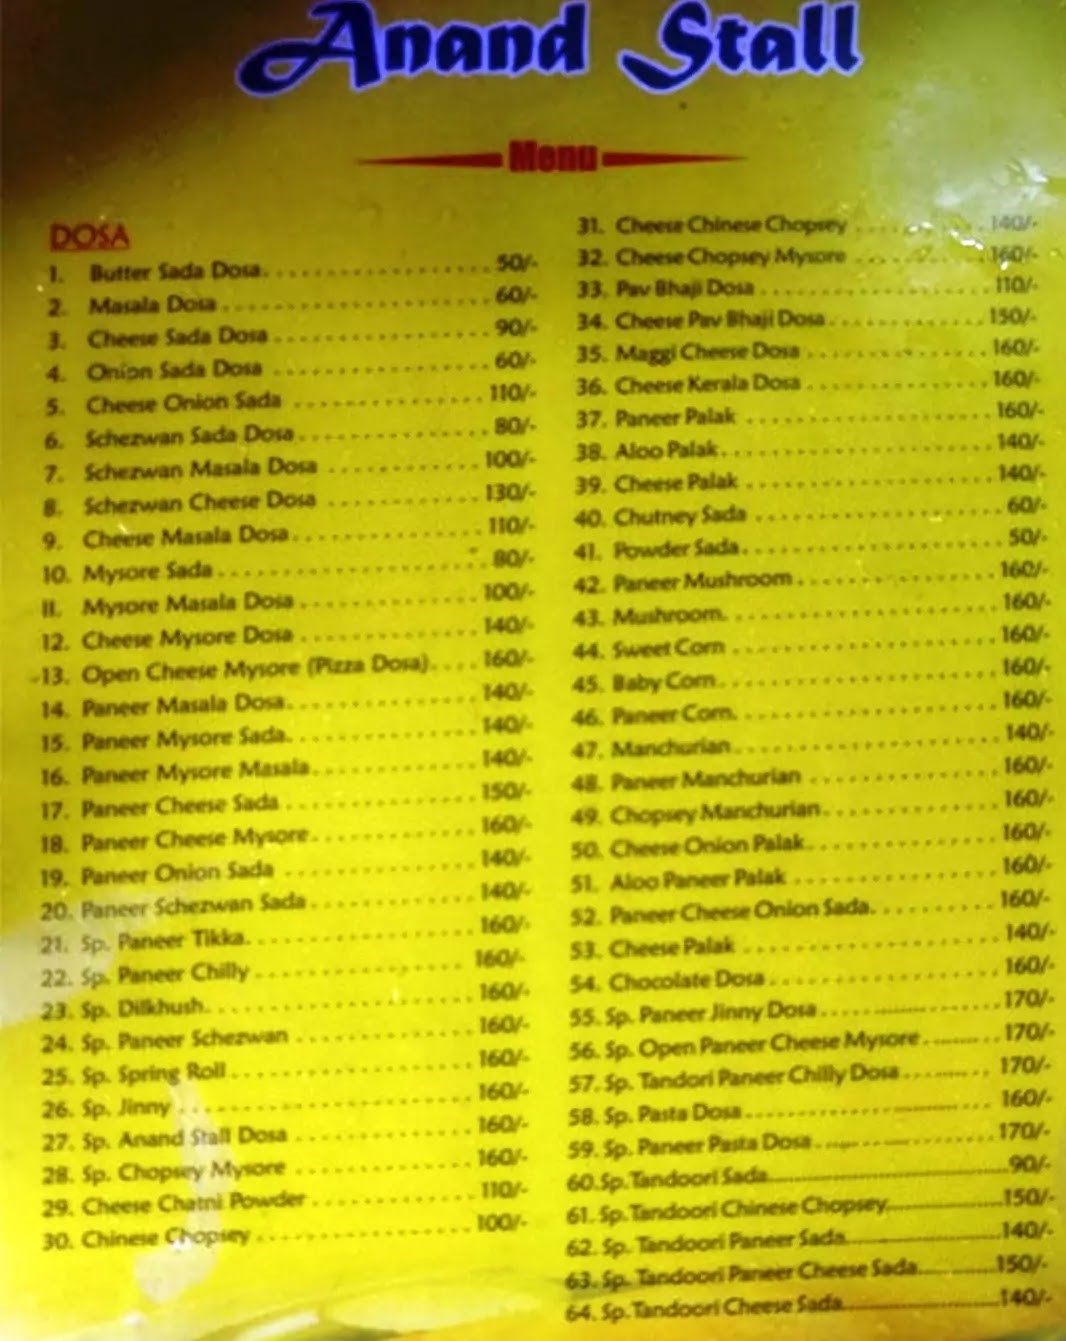 Anand Stall
Menu
DOSA
1. Butter Sada Dosa. 50/-
2. Masala Dosa 60/-
3. Cheese Sada Dosa 90/-
4. Onion Sada Dosa 60/-
5. Cheese Onion Sada 110/-
6. Schezwan Sada Dosa 80/-
7. Schezwan Masala Dosa 100/-
8. Schezwan Cheese Dosa 130/-
9. Cheese Masala Dosa 110/-
10. Mysore Sada 80/-
11. Mysore Masala Dosa 100/-
12. Cheese Mysore Dosa 140/-
13. Open Cheese Mysore (Pizza Dosa) 160/-
14. Paneer Masala Dosa 140/-
15. Paneer Mysore Sada 140/-
16. Paneer Mysore Masala 140/-
17. Paneer Cheese Sada 150/-
18. Paneer Cheese Mysore 160/-
19. Paneer Onion Sada 140/-
20. Paneer Schezwan Sada 140/-
21. Sp. Paneer Tikka 160/-
22. Sp. Paneer Chilly 160/-
23. Sp. Dilkhush 160/-
24. Sp. Paneer Schezwan 160/-
25. Sp. Spring Roll 160/-
26. Sp. Jinny 160/-
27. Sp. Anand Stall Dosa 160/-
28. Sp. Chopsey Mysore 160/-
29. Cheese Chatni Powder 110/-
30. Chinese Chopsey 100/-
31. Cheese Chinese Chopsey 140/-
32. Cheese Chopsey Mysore 160/-
33. Pav Bhaji Dosa 110/-
34. Cheese Pav Bhaji Dosa 150/-
35. Maggi Cheese Dosa 160/-
36. Cheese Kerala Dosa 160/-
37. Paneer Palak 160/-
38. Aloo Palak 140/-
39. Cheese Palak 140/-
40. Chutney Sada 60/-
41. Powder Sada 50/-
42. Paneer Mushroom 160/-
43. Mushroom 160/-
44. Sweet Corn 160/-
45. Baby Corn 160/-
46. Paneer Corn 160/-
47. Manchurian 140/-
48. Paneer Manchurian 160/-
49. Chopsey Manchurian 160/-
50. Cheese Onion Palak 160/-
51. Aloo Paneer Palak 160/-
52. Paneer Cheese Onion Sada 160/-
53. Cheese Palak 140/-
54. Chocolate Dosa 160/-
55. Sp. Paneer Jinny Dosa 170/-
56. Sp. Open Paneer Cheese Mysore 170/-
57. Sp. Tandori Paneer Chilly Dosa 170/-
58. Sp. Pasta Dosa 160/-
59. Sp. Paneer Pasta Dosa 170/-
60. Sp. Tandoori Sada 90/-
61. Sp. Tandoori Chinese Chopsey 150/-
62. Sp. Tandoori Paneer Sada 140/-
63. Sp. Tandoori Paneer Cheese Sada 150/-
64. Sp. Tandoori Cheese Sada 140/-